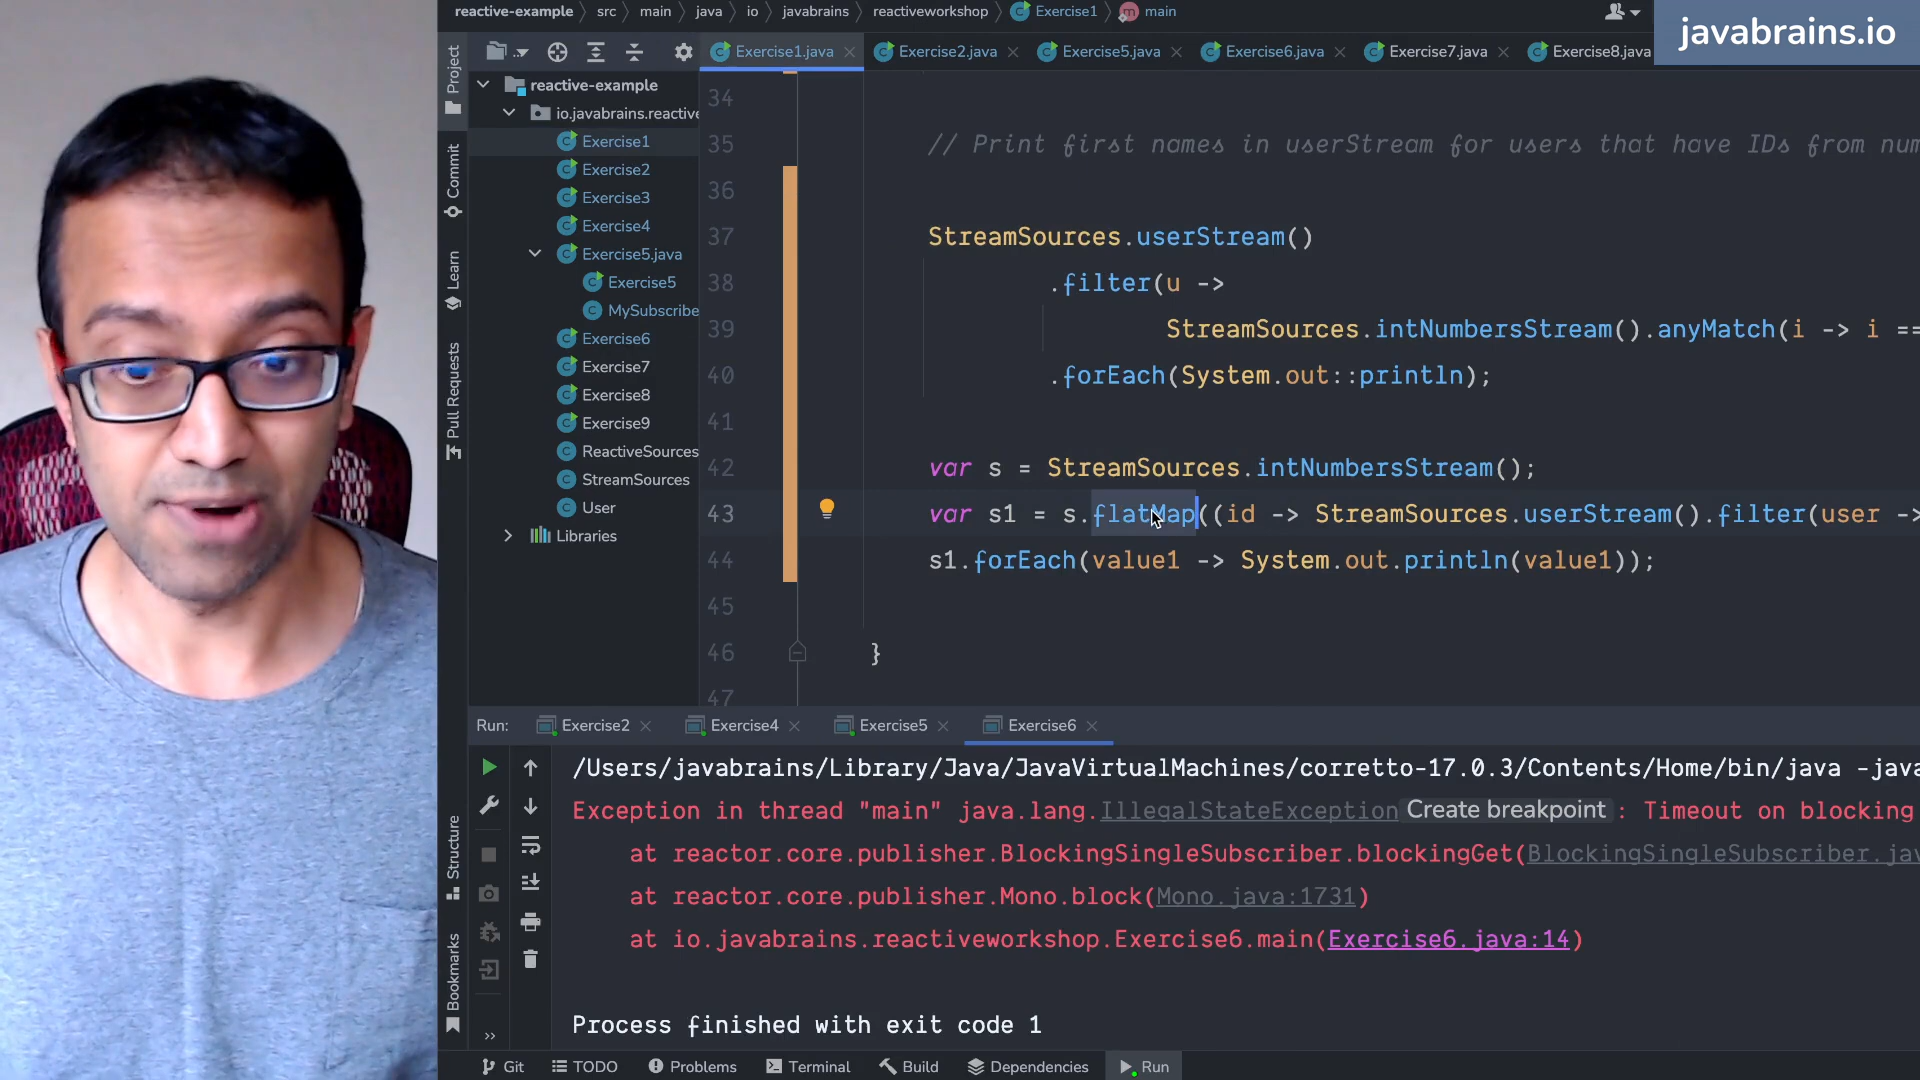 reactive-example src main java io javabrains reactiveworkshop Exercise1 main
javabrains.io
Exercise1.java Exercise2.java Exercise5.java Exercise6.java Exercise7.java Exercise8.java
Project
Commit
Learn
Pull Requests
Structure
Bookmarks
reactive-example
io.javabrains.reactive
Exercise1
Exercise2
Exercise3
Exercise4
Exercise5.java
Exercise5
MySubscribe
Exercise6
Exercise7
Exercise8
Exercise9
ReactiveSources
StreamSources
User
Libraries
34
35 // Print first names in userStream for users that have IDs from num
36
37 StreamSources.userStream()
38 .filter(u ->
39 StreamSources.intNumbersStream().anyMatch(i -> i ==
40 .forEach(System.out::println);
41
42 var s = StreamSources.intNumbersStream();
43 var s1 = s.flatMap((id -> StreamSources.userStream().filter(user ->
44 s1.forEach(value1 -> System.out.println(value1));
45
46 }
47
Run: Exercise2 Exercise4 Exercise5 Exercise6
/Users/javabrains/Library/Java/JavaVirtualMachines/corretto-17.0.3/Contents/Home/bin/java -java
Exception in thread "main" java.lang.IllegalStateException Create breakpoint : Timeout on blocking
at reactor.core.publisher.BlockingSingleSubscriber.blockingGet(BlockingSingleSubscriber.jav
at reactor.core.publisher.Mono.block(Mono.java:1731)
at io.javabrains.reactiveworkshop.Exercise6.main(Exercise6.java:14)
Process finished with exit code 1
Git TODO Problems Terminal Build Dependencies Run